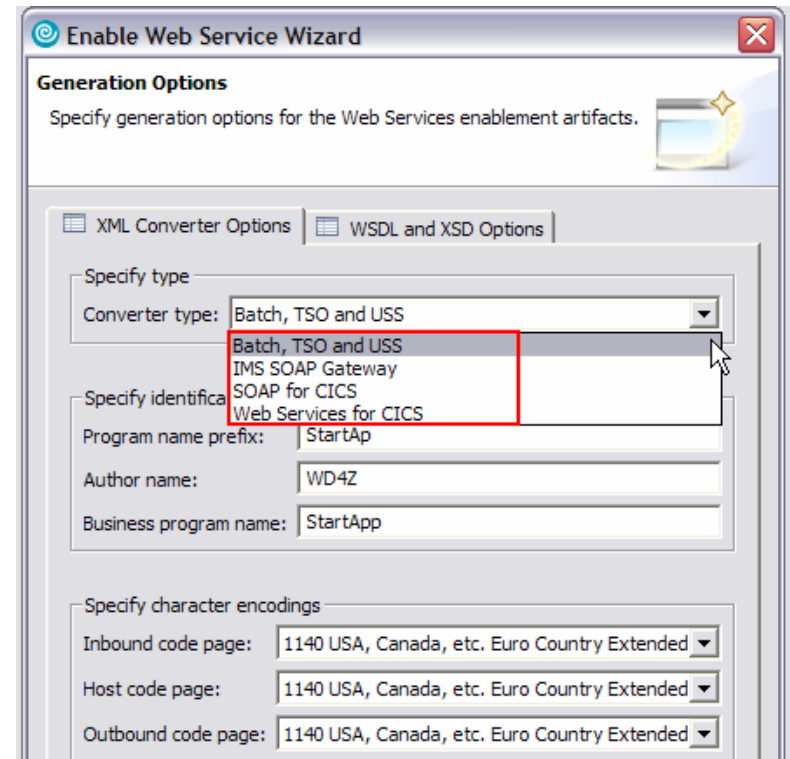 Enable Web Service Wizard
Generation Options
Specify generation options for the Web Services enablement artifacts.
XML Converter Options
WSDL and XSD Options
Specify type
Converter type: Batch, TSO and USS
Batch, TSO and USS
IMS SOAP Gateway
SOAP for CICS
Web Services for CICS
Specify identifica
Program name prefix: StartAp
Author name: WD4Z
Business program name: StartApp
Specify character encodings
Inbound code page: 1140 USA, Canada, etc. Euro Country Extended
Host code page: 1140 USA, Canada, etc. Euro Country Extended
Outbound code page: 1140 USA, Canada, etc. Euro Country Extended